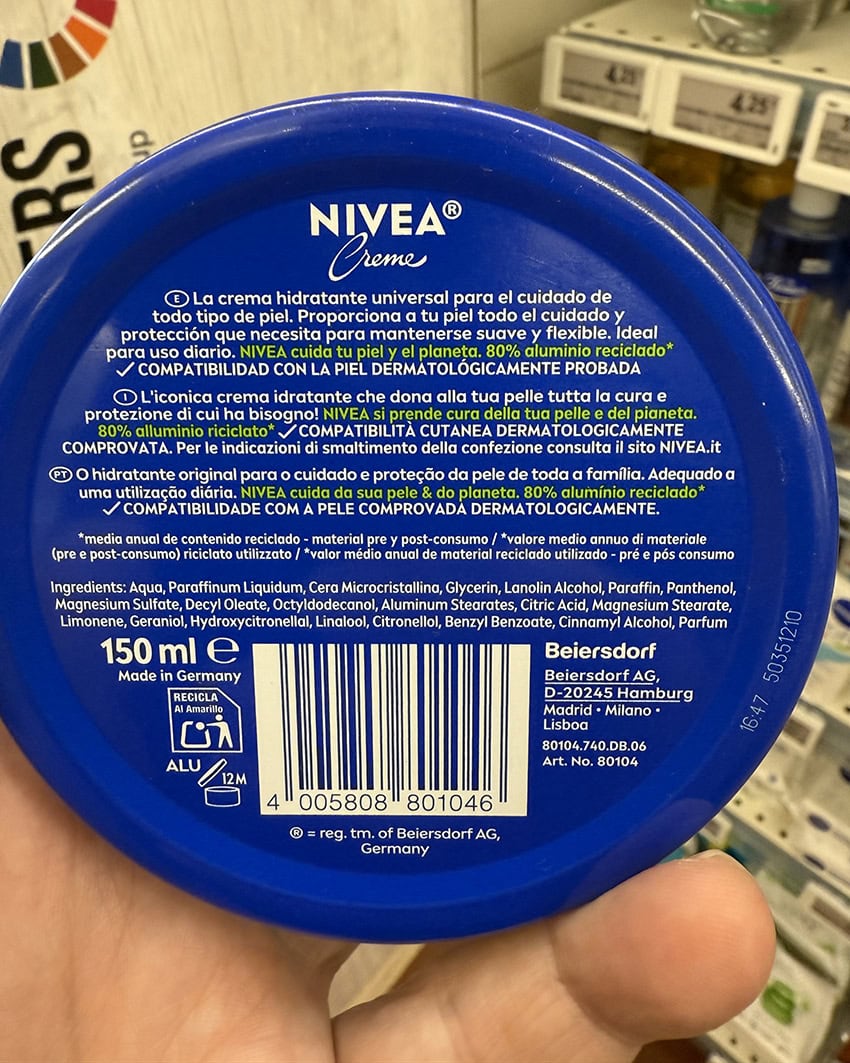 ERS
up
4,25
4,25
NIVEA®
Creme
E La crema hidratante universal para el cuidado de
todo tipo de piel. Proporciona a tu piel todo el cuidado y
protección que necesita para mantenerse suave y flexible. Ideal
para uso diario. NIVEA cuida tu piel y el planeta. 80% aluminio reciclado*
✓ COMPATIBILIDAD CON LA PIEL DERMATOLÓGICAMENTE PROBADA
I L'iconica crema idratante che dona alla tua pelle tutta la cura e
protezione di cui ha bisogno! NIVEA si prende cura della tua pelle e del pianeta.
80% alluminio riciclato* ✓ COMPATIBILITÀ CUTANEA DERMATOLOGICAMENTE
COMPROVATA. Per le indicazioni di smaltimento della confezione consulta il sito NIVEA.it
PT O hidratante original para o cuidado e proteção da pele de toda a família. Adequado a
uma utilização diária. NIVEA cuida da sua pele & do planeta. 80% alumínio reciclado*
✓ COMPATIBILIDADE COM A PELE COMPROVADA DERMATOLOGICAMENTE.
*media anual de contenido reciclado - material pre y post-consumo / *valore medio annuo di materiale
(pre e post-consumo) riciclato utilizzato / *valor médio anual de material reciclado utilizado - pré e pós consumo
Ingredients: Aqua, Paraffinum Liquidum, Cera Microcristallina, Glycerin, Lanolin Alcohol, Paraffin, Panthenol,
Magnesium Sulfate, Decyl Oleate, Octyldodecanol, Aluminum Stearates, Citric Acid, Magnesium Stearate,
Limonene, Geraniol, Hydroxycitronellal, Linalool, Citronellol, Benzyl Benzoate, Cinnamyl Alcohol, Parfum
150 ml ℮
Made in Germany
RECICLA
Al Amarillo
ALU
12M
4 005808 801046
Beiersdorf
Beiersdorf AG,
D-20245 Hamburg
Madrid • Milano •
Lisboa
80104.740.DB.06
Art. No. 80104
16:47 50351210
® = reg. tm. of Beiersdorf AG,
Germany